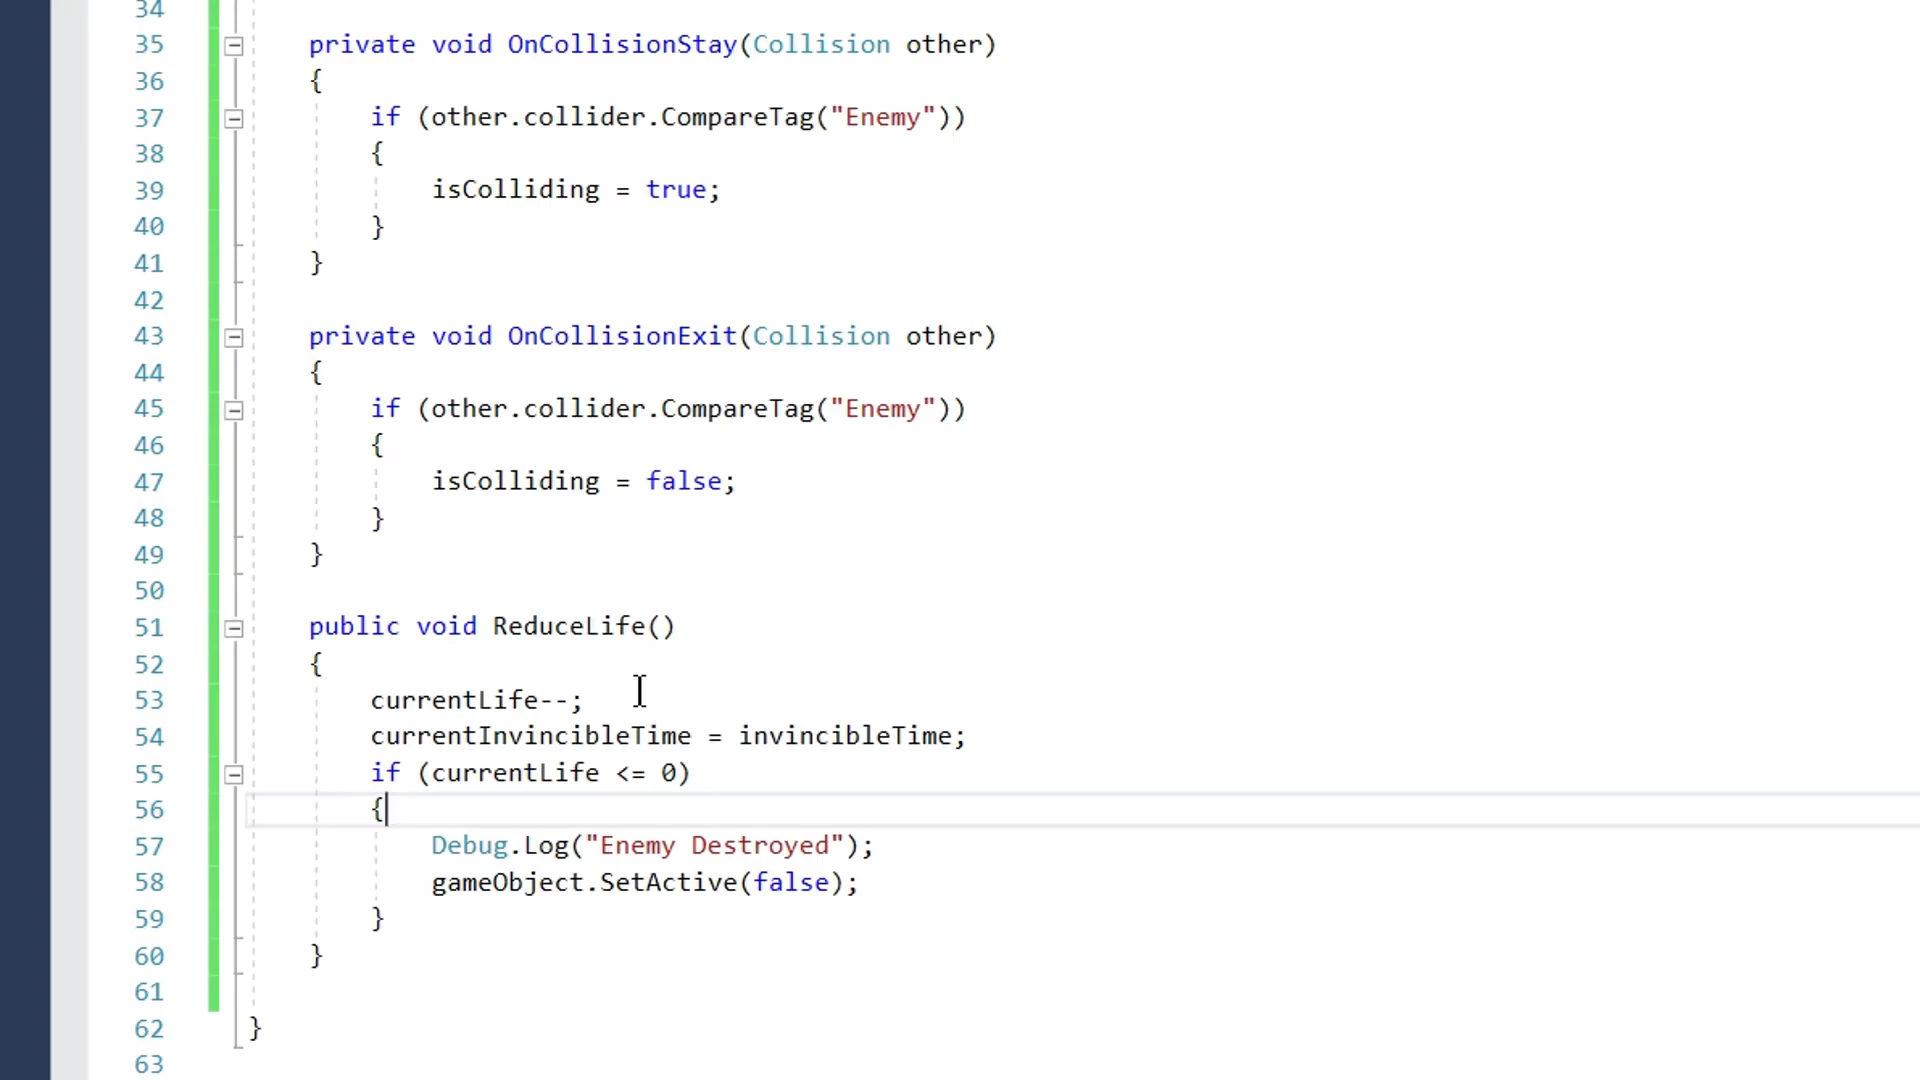 34
35 private void OnCollisionStay(Collision other)
36 {
37 if (other.collider.CompareTag("Enemy"))
38 {
39 isColliding = true;
40 }
41 }
42
43 private void OnCollisionExit(Collision other)
44 {
45 if (other.collider.CompareTag("Enemy"))
46 {
47 isColliding = false;
48 }
49 }
50
51 public void ReduceLife()
52 {
53 currentLife--;
54 currentInvincibleTime = invincibleTime;
55 if (currentLife <= 0)
56 {
57 Debug.Log("Enemy Destroyed");
58 gameObject.SetActive(false);
59 }
60 }
61
62 }
63